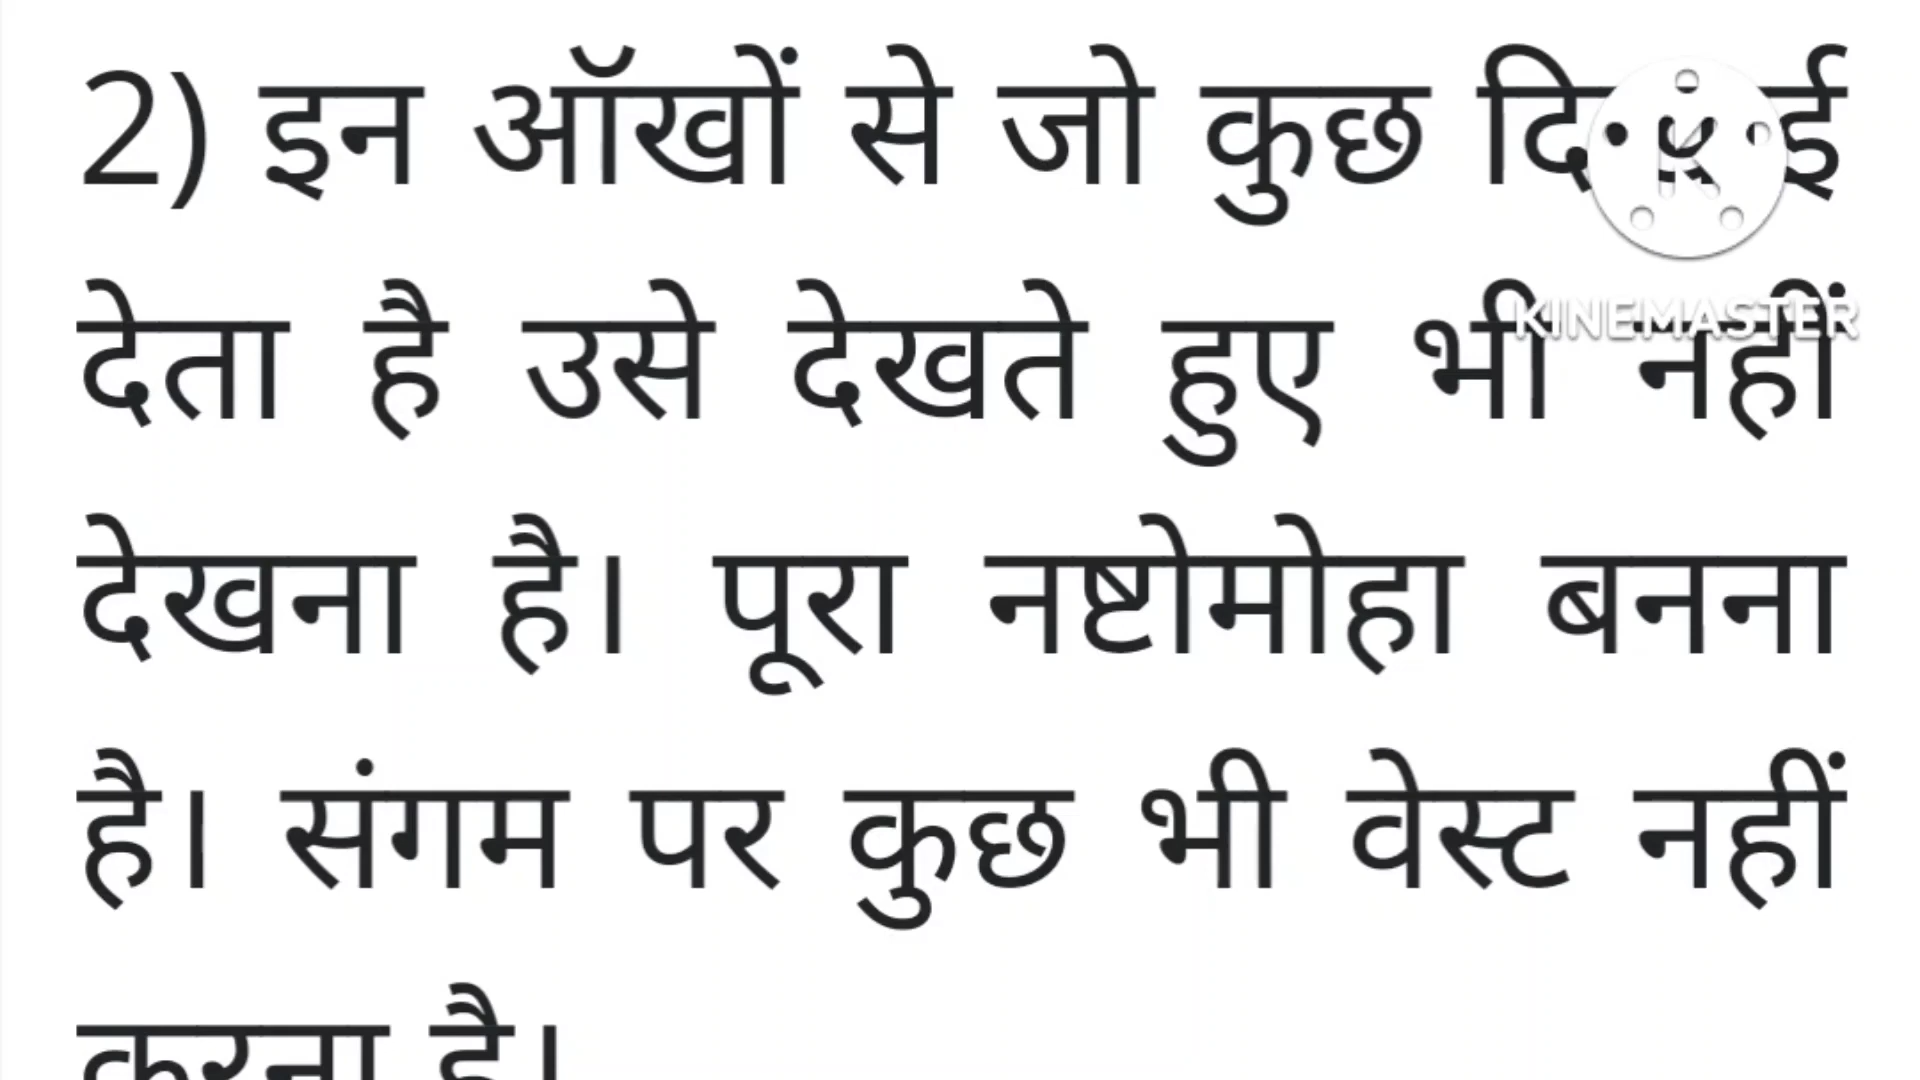 2) इन ऑखों से जो कुछ दिखाई
देता है उसे देखते हुए भी नहीं
देखना है। पूरा नष्टोमोहा बनना
है। संगम पर कुछ भी वेस्ट नहीं
करना है।
KINEMASTER